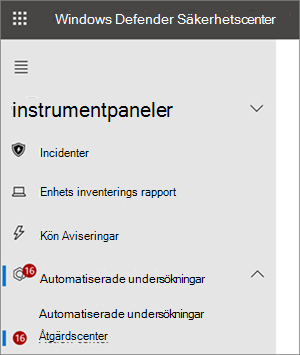 Windows Defender Säkerhetscenter
instrumentpaneler
Incidenter
Enhets inventerings rapport
Kön Aviseringar
16
Automatiserade undersökningar
Automatiserade undersökningar
16 Åtgärdscenter